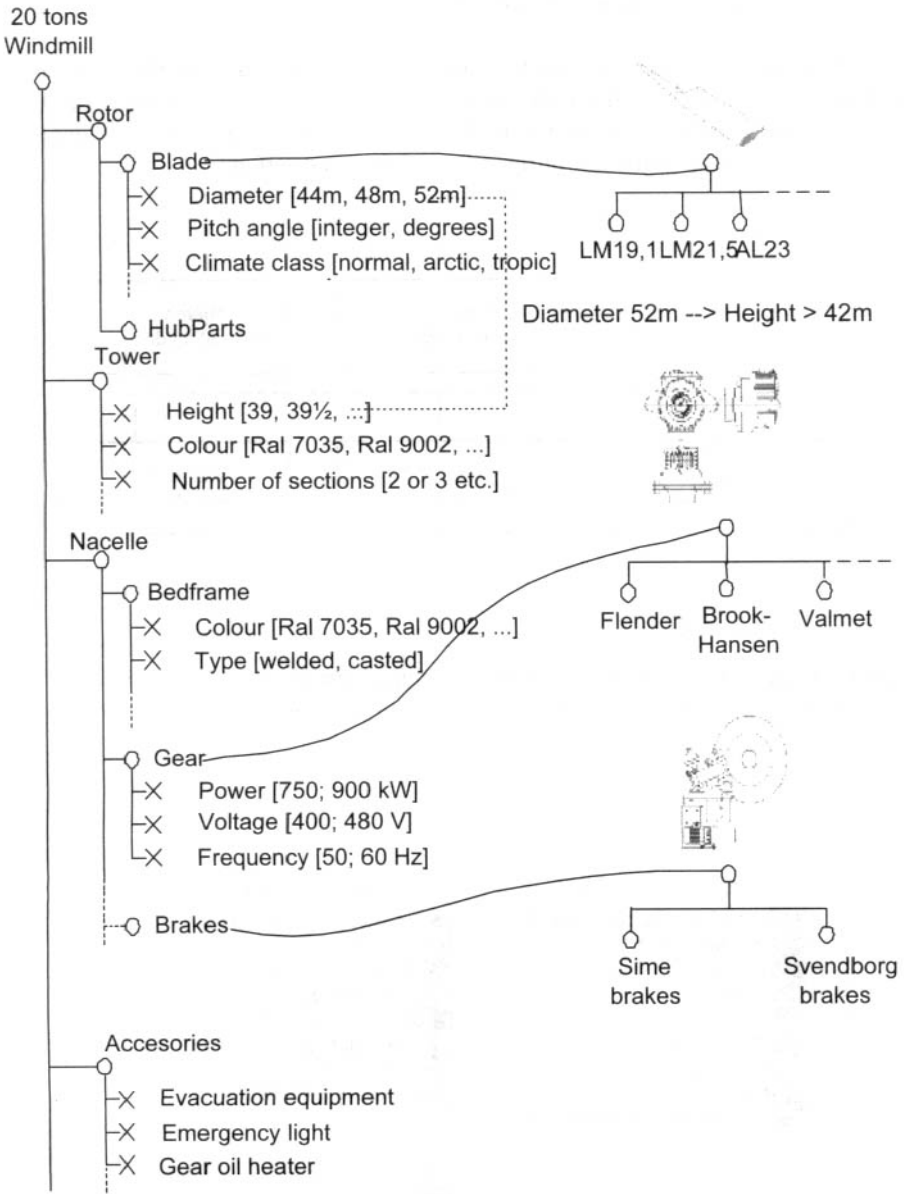 20 tons
Windmill
Rotor
Blade
Diameter [44m, 48m, 52m]
Pitch angle [integer, degrees]
Climate class [normal, arctic, tropic]
LM19,1 LM21,5 AL23
Diameter 52m --> Height > 42m
HubParts
Tower
Height [39, 39½, ...]
Colour [Ral 7035, Ral 9002, ...]
Number of sections [2 or 3 etc.]
Nacelle
Bedframe
Colour [Ral 7035, Ral 9002, ...]
Type [welded, casted]
Flender
Brook-
Hansen
Valmet
Gear
Power [750; 900 kW]
Voltage [400; 480 V]
Frequency [50; 60 Hz]
Brakes
Sime
brakes
Svendborg
brakes
Accesories
Evacuation equipment
Emergency light
Gear oil heater